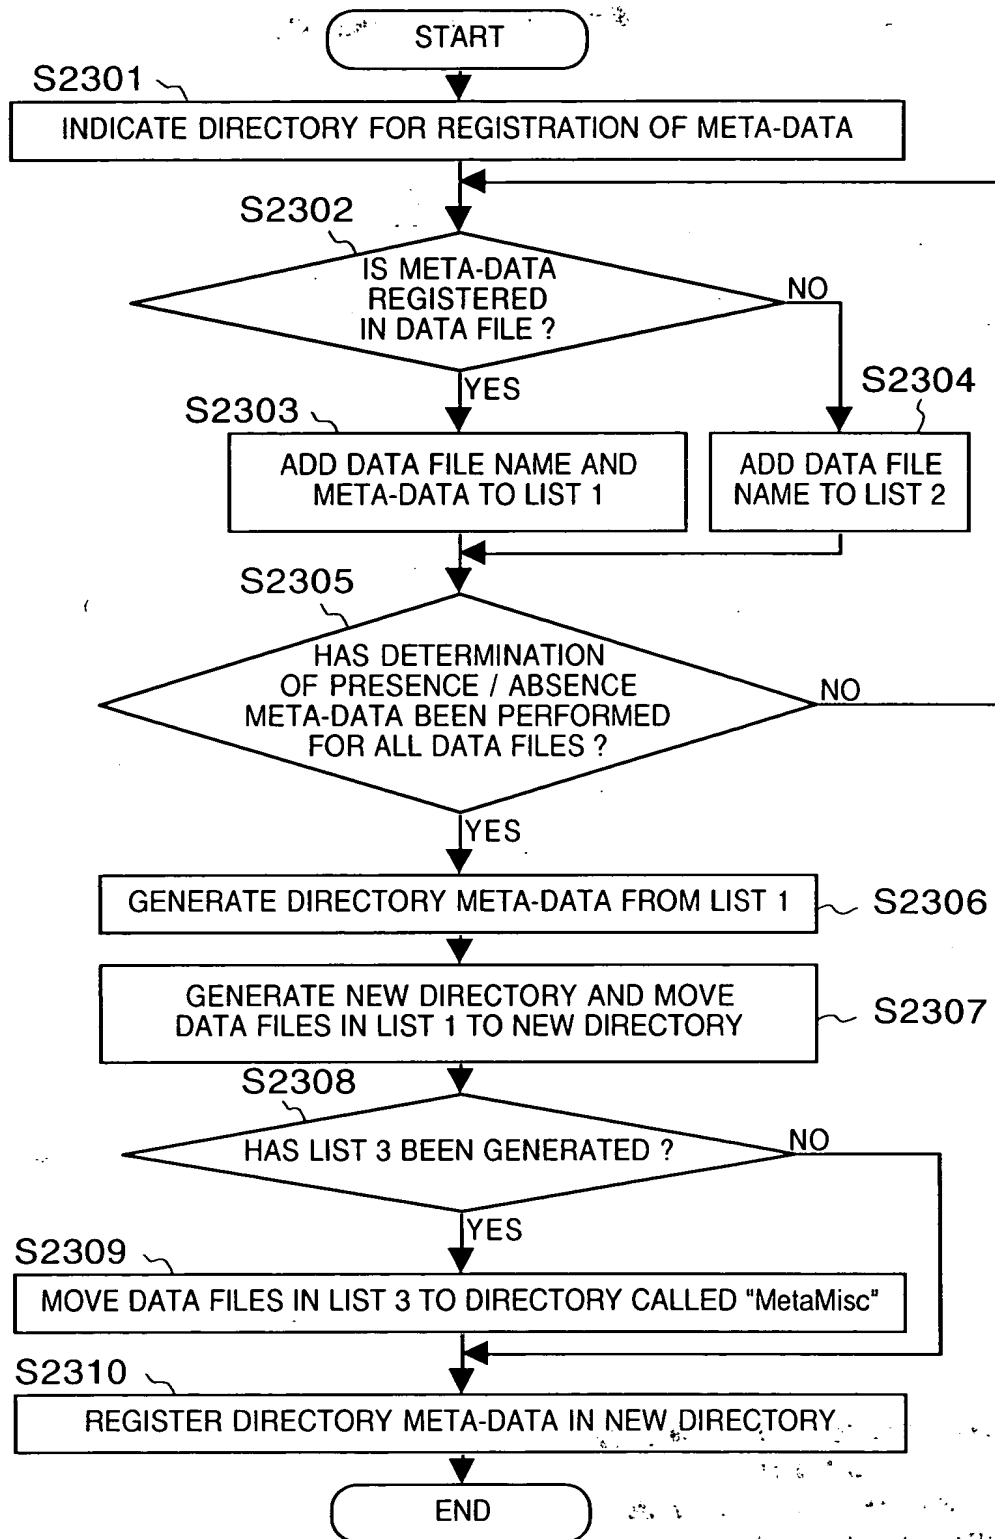 START
S2301
INDICATE DIRECTORY FOR REGISTRATION OF META-DATA
S2302
IS META-DATA
REGISTERED
IN DATA FILE ?
NO
YES
S2303
S2304
ADD DATA FILE NAME AND
META-DATA TO LIST 1
ADD DATA FILE
NAME TO LIST 2
S2305
HAS DETERMINATION
OF PRESENCE / ABSENCE
META-DATA BEEN PERFORMED
FOR ALL DATA FILES ?
NO
YES
GENERATE DIRECTORY META-DATA FROM LIST 1
S2306
GENERATE NEW DIRECTORY AND MOVE
DATA FILES IN LIST 1 TO NEW DIRECTORY
S2307
S2308
HAS LIST 3 BEEN GENERATED ?
NO
YES
S2309
MOVE DATA FILES IN LIST 3 TO DIRECTORY CALLED "MetaMisc"
S2310
REGISTER DIRECTORY META-DATA IN NEW DIRECTORY
END